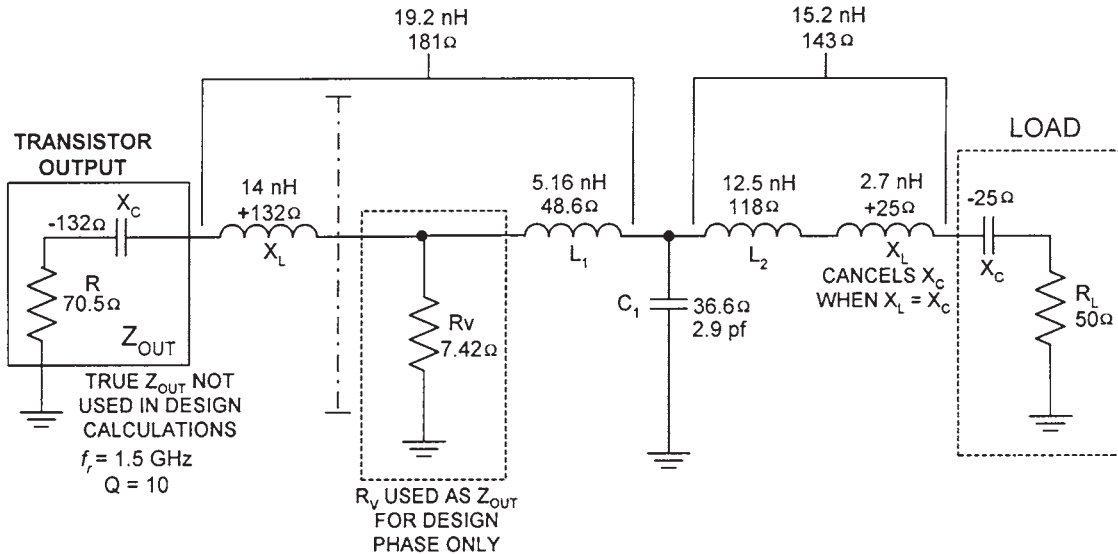 19.2 nH
181Ω
15.2 nH
143Ω
TRANSISTOR
OUTPUT
LOAD
X_C
-132Ω
R
70.5Ω
Z_OUT
14 nH
+132Ω
X_L
5.16 nH
48.6Ω
L_1
12.5 nH
118Ω
L_2
2.7 nH
+25Ω
X_L
CANCELS X_C
WHEN X_L = X_C
-25Ω
X_C
R_L
50Ω
Rv
7.42Ω
C_1
36.6Ω
2.9 pf
TRUE Z_OUT NOT
USED IN DESIGN
CALCULATIONS
f_r = 1.5 GHz
Q = 10
R_V USED AS Z_OUT
FOR DESIGN
PHASE ONLY